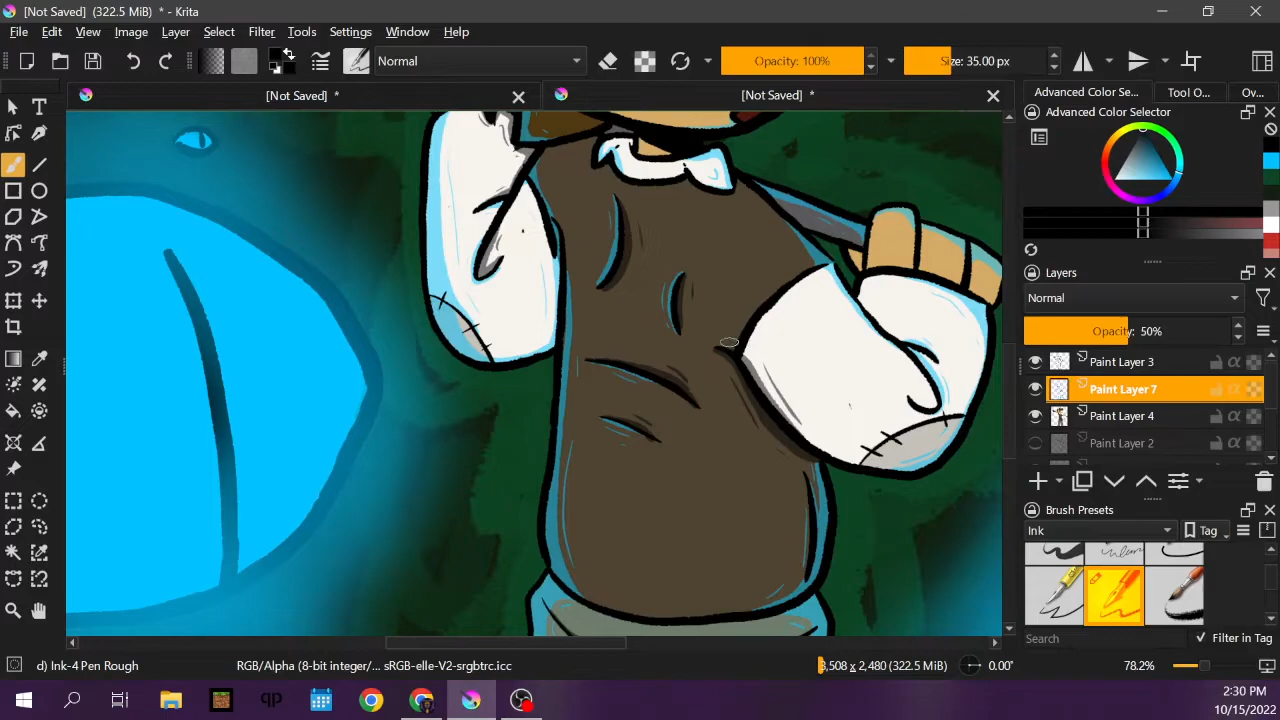 [Not Saved] (322.5 MiB) * - Krita
File Edit View Image Layer Select Filter Tools Settings Window Help
Normal
Opacity: 100%
Size: 35.00 px
[Not Saved] *
[Not Saved] *
Advanced Color Se...
Tool O...
Ov...
Advanced Color Selector
Layers
Normal
Opacity: 50%
Paint Layer 3
Paint Layer 7
Paint Layer 4
Paint Layer 2
Brush Presets
Ink
Tag
Search
Filter in Tag
d) Ink-4 Pen Rough
RGB/Alpha (8-bit integer/... sRGB-elle-V2-srgbtrc.icc
3,508 x 2,480 (322.5 MiB)
0.00°
78.2%
qp
2:30 PM
10/15/2022